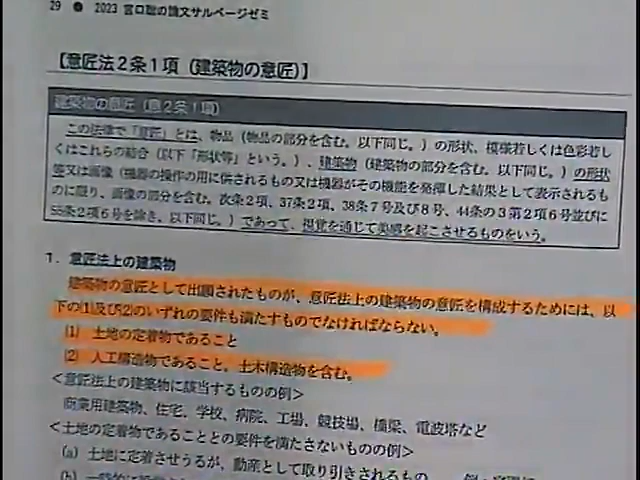 29 ● 2023 宮口聡の論文サルベージゼミ
【意匠法2条1項（建築物の意匠）】
建築物の意匠（意2条1項）
この法律で「意匠」とは、物品（物品の部分を含む。以下同じ。）の形状、模様若しくは色彩若し
くはこれらの結合（以下「形状等」という。）、建築物（建築物の部分を含む。以下同じ。）の形状
等又は画像（機器の操作の用に供されるもの又は機器がその機能を発揮した結果として表示されるも
のに限り、画像の部分を含む。次条2項、37条2項、38条7号及び8号、44条の3第2項6号並びに
55条2項6号を除き、以下同じ。）であって、視覚を通じて美感を起こさせるものをいう。
1．意匠法上の建築物
建築物の意匠として出願されたものが、意匠法上の建築物の意匠を構成するためには、以
下の(1)及び(2)のいずれの要件も満たすものでなければならない。
(1) 土地の定着物であること
(2) 人工構造物であること。土木構造物を含む。
＜意匠法上の建築物に該当するものの例＞
商業用建築物、住宅、学校、病院、工場、競技場、橋梁、電波塔など
＜土地の定着物であることとの要件を満たさないものの例＞
(a) 土地に定着させうるが、動産として取り引きされるもの
(b)